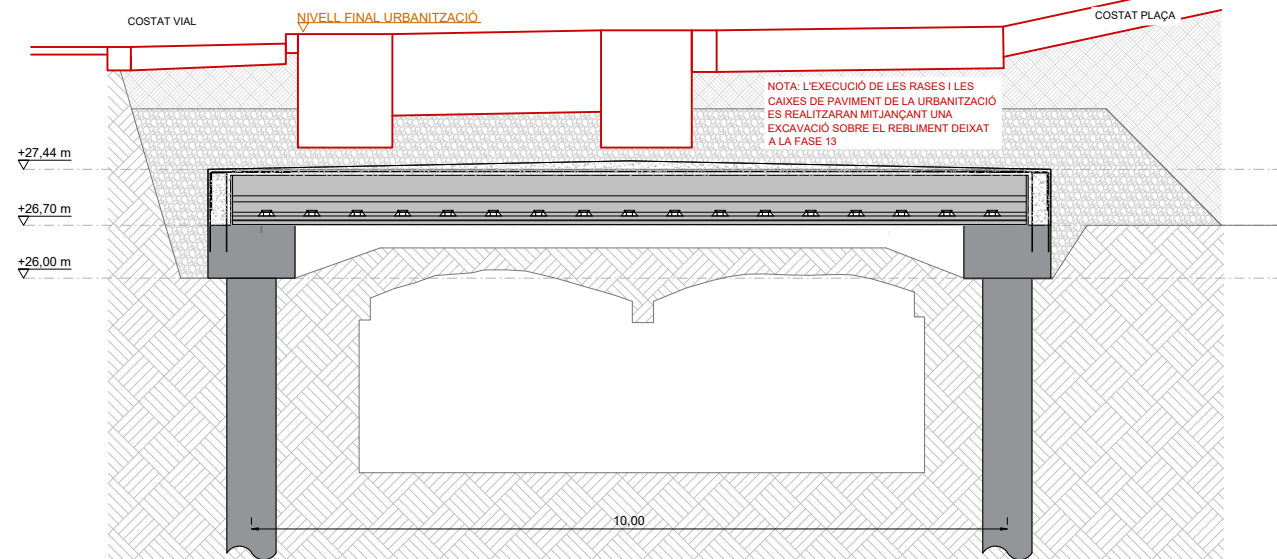 COSTAT VIAL
NIVELL FINAL URBANITZACIÓ
COSTAT PLAÇA
NOTA: L'EXECUCIÓ DE LES RASES I LES
CAIXES DE PAVIMENT DE LA URBANITZACIÓ
ES REALITZARAN MITJANÇANT UNA
EXCAVACIÓ SOBRE EL REBLIMENT DEIXAT
A LA FASE 13
+27,44 m
+26,70 m
+26,00 m
10,00